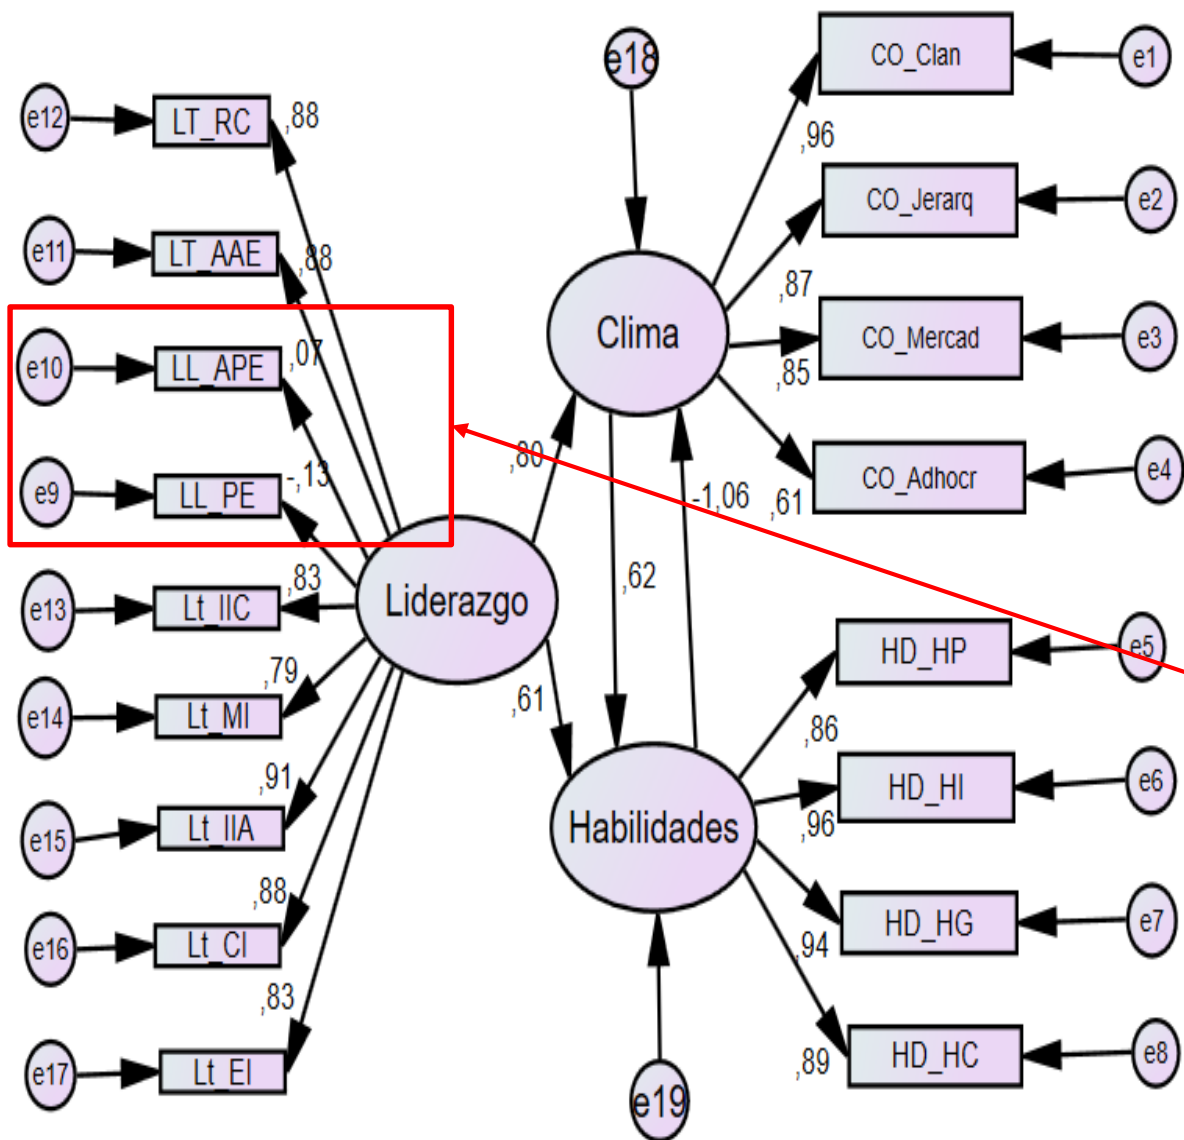 e18
CO_Clan
e1
e12
LT_RC
,88
,96
CO_Jerarq
e2
e11
LT_AAE
,88
,87
Clima
CO_Mercad
e3
,85
e10
LL_APE
,07
,80
CO_Adhocr
e4
,61
e9
LL_PE
-,13
-1,06
,62
e13
Lt_IIC
,83
Liderazgo
HD_HP
e5
,86
,79
,61
e14
Lt_MI
HD_HI
e6
,96
,91
e15
Lt_IIA
Habilidades
,88
HD_HG
e7
,94
e16
Lt_CI
,83
HD_HC
e8
,89
e17
Lt_EI
e19